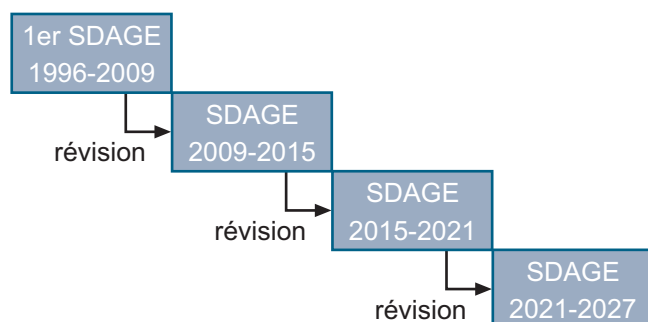 1er SDAGE
1996-2009
révision
SDAGE
2009-2015
révision
SDAGE
2015-2021
révision
SDAGE
2021-2027